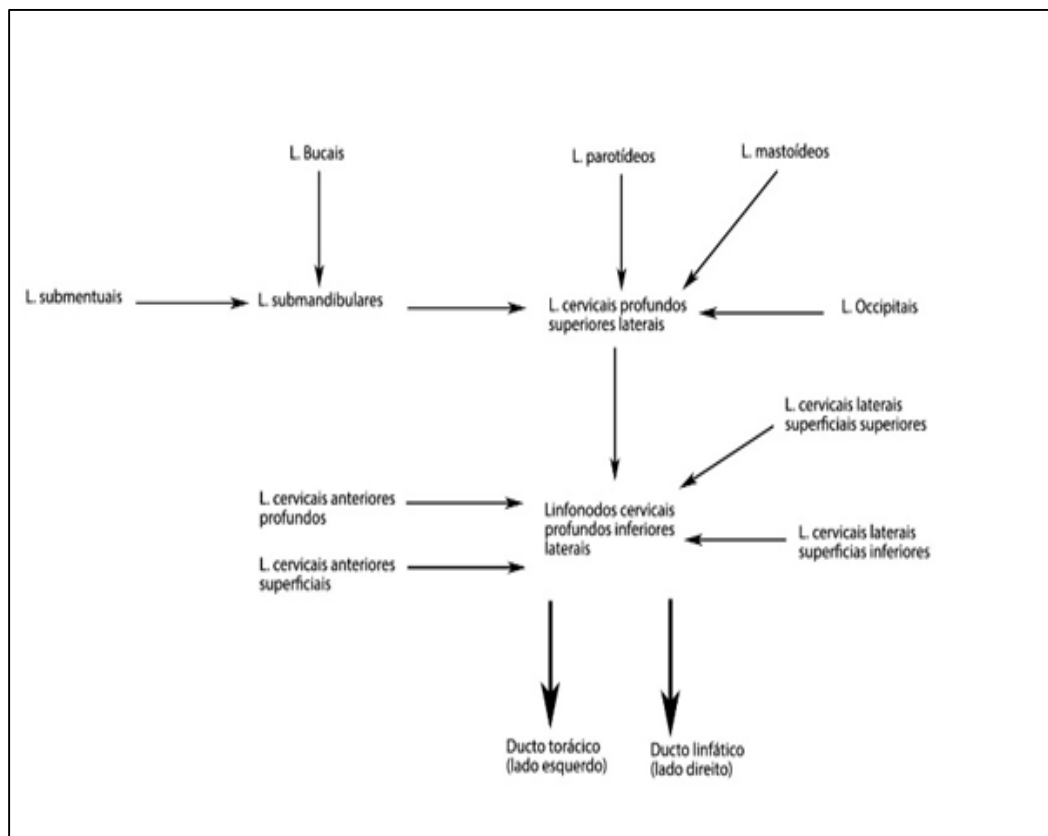 L. Bucais
L. parotídeos
L. mastoídeos
L. submentuais
L. submandibulares
L. cervicais profundos
superiores laterais
L. Occipitais
L. cervicais laterais
superficiais superiores
L. cervicais anteriores
profundos
Linfonodos cervicais
profundos inferiores
laterais
L. cervicais laterais
superficias inferiores
L. cervicais anteriores
superficiais
Ducto torácico
(lado esquerdo)
Ducto linfático
(lado direito)